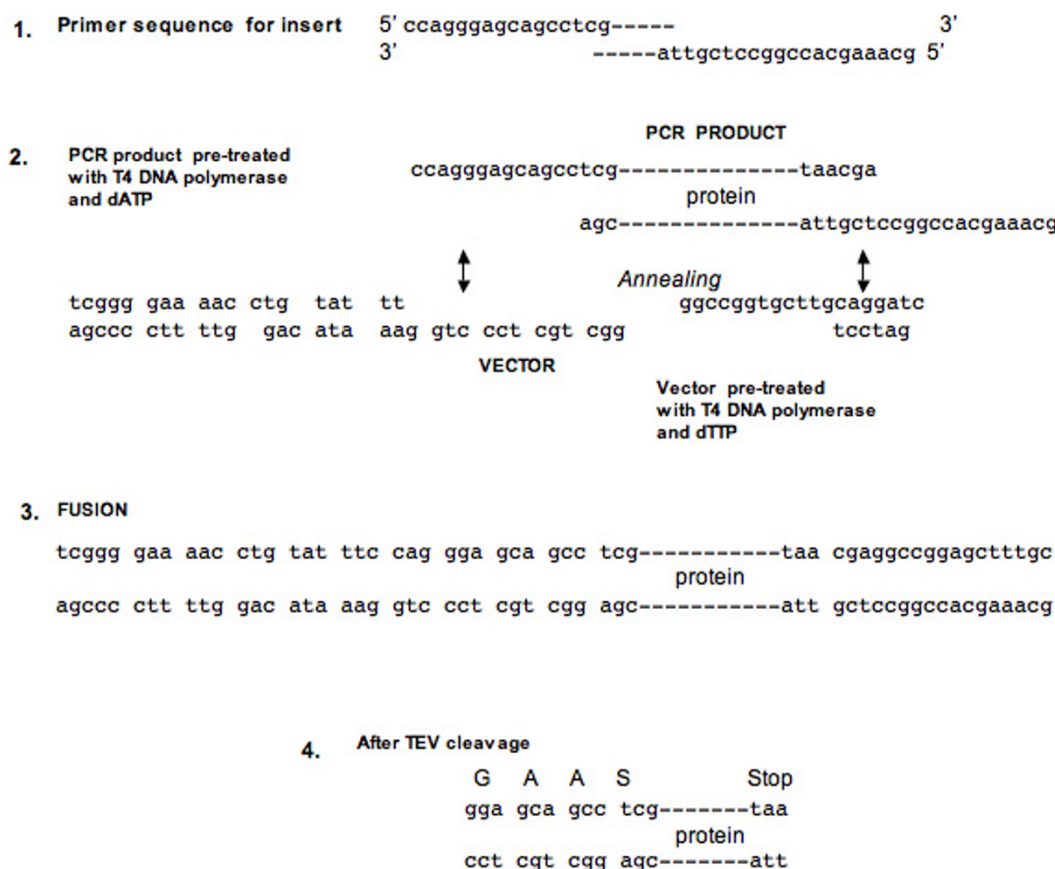 1. Primer sequence for insert 5' ccagggagcagcctcg----- 3'
3' -----attgctccggccacgaaacg 5'
PCR PRODUCT
2. PCR product pre-treated
with T4 DNA polymerase
and dATP
ccagggagcagcctcg--------------taacga
protein
agc--------------attgctccggccacgaaacg
Annealing
tcggg gaa aac ctg tat tt ggccggtgcttgcaggatc
agccc ctt ttg gac ata aag gtc cct cgt cgg tcctag
VECTOR
Vector pre-treated
with T4 DNA polymerase
and dTTP
3. FUSION
tcggg gaa aac ctg tat ttc cag gga gca gcc tcg-----------taa cgaggccggagctttgc
protein
agccc ctt ttg gac ata aag gtc cct cgt cgg agc-----------att gctccggccacgaaacg
4. After TEV cleavage
G A A S Stop
gga gca gcc tcg-------taa
protein
cct cgt cgg agc-------att